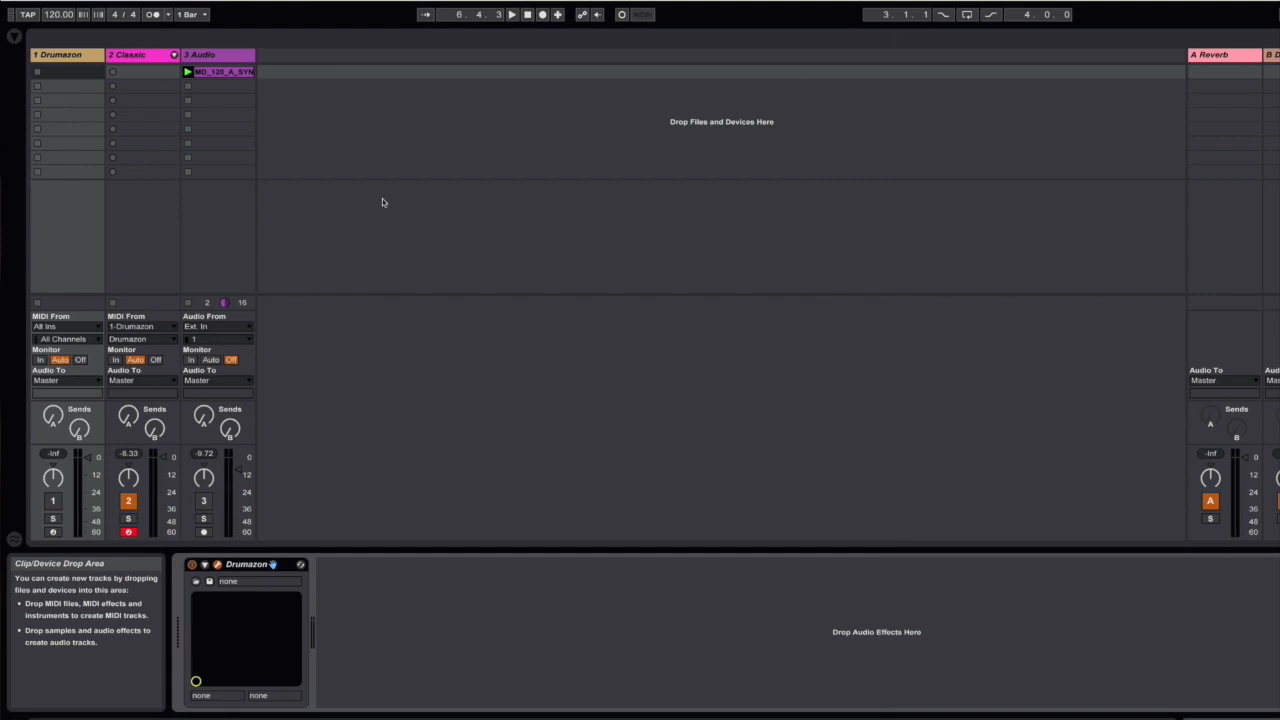 TAP 120.00 4 / 4 1 Bar 6. 4. 3 NEW 3. 1. 1 4. 0. 0
1 Drumazon 2 Classic 3 Audio A Reverb B D
MD_120_A_SYN
Drop Files and Devices Here
2 16
MIDI From MIDI From Audio From
All Ins 1-Drumazon Ext. In
All Channels Drumazon 1
Monitor Monitor Monitor
In Auto Off In Auto Off In Auto Off
Audio To Audio To Audio To Audio To Aud
Master Master Master Master Ma
Sends Sends Sends Sends
A B A B A B A B
-Inf 0 -8.33 0 -9.72 0 -Inf 0
12 12 12 12
24 24 24 24
1 2 3 A
36 36 36 36
S 48 S 48 S 48 S 48
60 60 60 60
Clip/Device Drop Area
You can create new tracks by dropping
files and devices into this area:
• Drop MIDI files, MIDI effects and
instruments to create MIDI tracks.
• Drop samples and audio effects to
create audio tracks.
Drumazon
none
none none
Drop Audio Effects Here